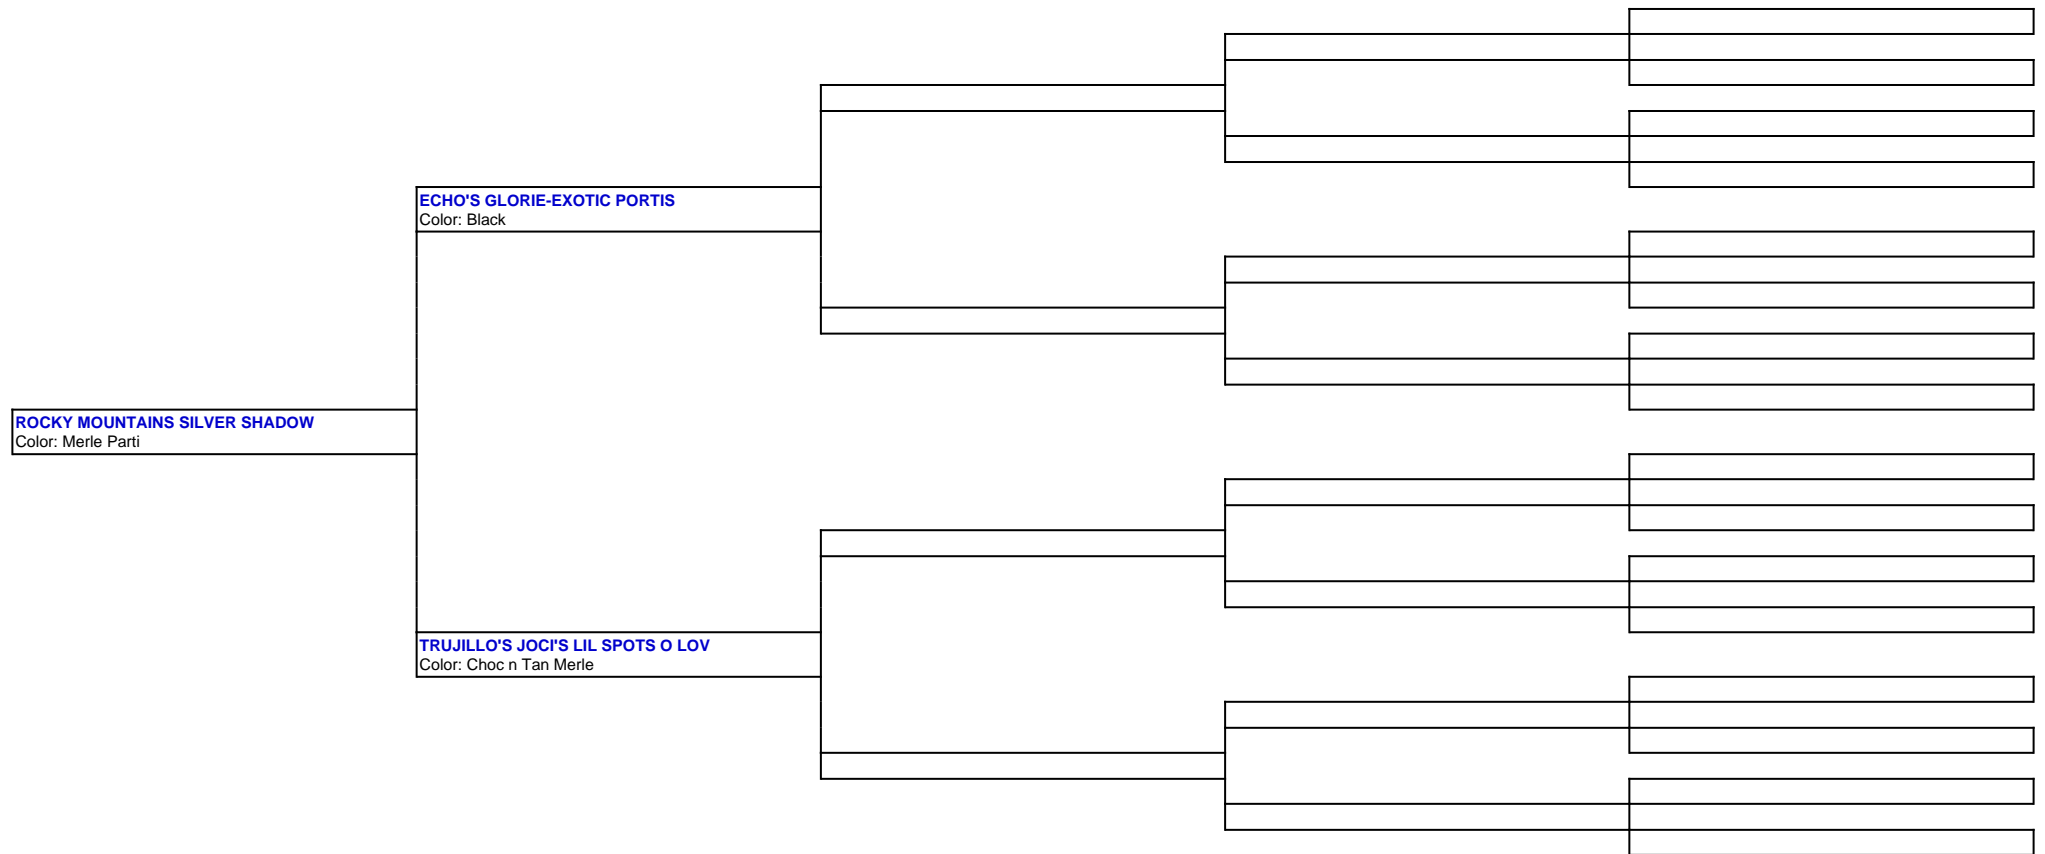 ECHO'S GLORIE-EXOTIC PORTIS
Color: Black
ROCKY MOUNTAINS SILVER SHADOW
Color: Merle Parti
TRUJILLO'S JOCI'S LIL SPOTS O LOV
Color: Choc n Tan Merle